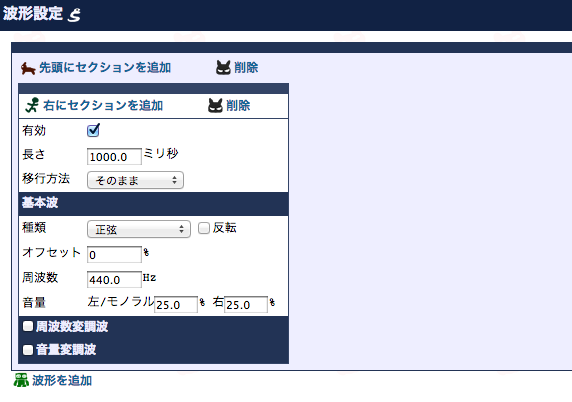 波形設定
先頭にセクションを追加 削除
右にセクションを追加 削除
有効
長さ 1000.0 ミリ秒
移行方法 そのまま
基本波
種類 正弦 反転
オフセット 0 %
周波数 440.0 Hz
音量 左/モノラル 25.0 % 右 25.0 %
周波数変調波
音量変調波
波形を追加